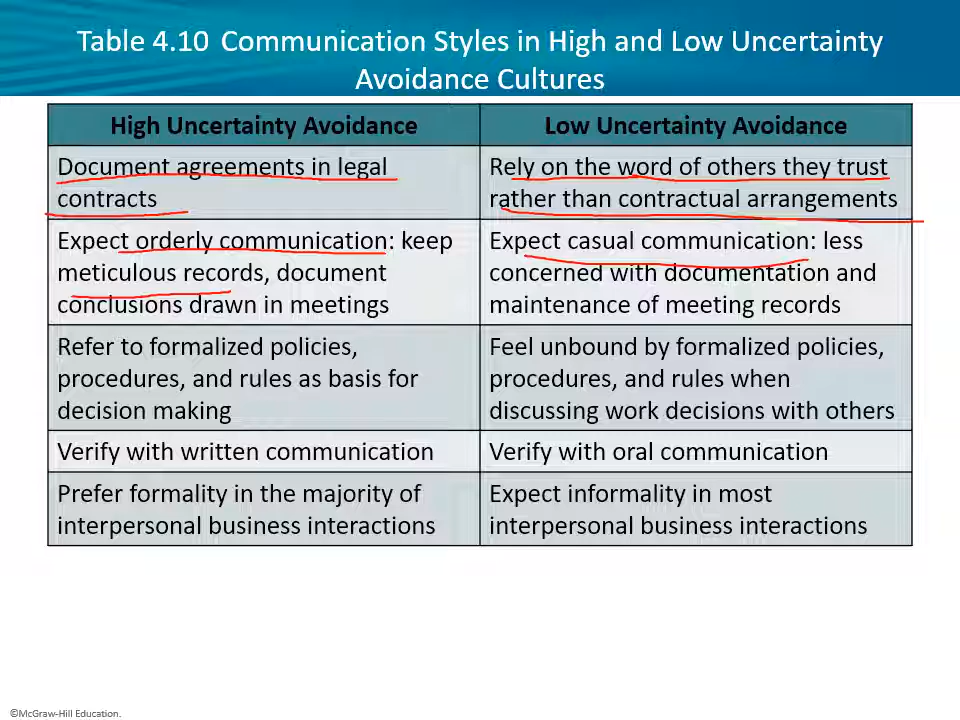 Table 4.10 Communication Styles in High and Low Uncertainty
Avoidance Cultures
High Uncertainty Avoidance
Low Uncertainty Avoidance
Document agreements in legal
contracts
Rely on the word of others they trust
rather than contractual arrangements
Expect orderly communication: keep
meticulous records, document
conclusions drawn in meetings
Expect casual communication: less
concerned with documentation and
maintenance of meeting records
Refer to formalized policies,
procedures, and rules as basis for
decision making
Feel unbound by formalized policies,
procedures, and rules when
discussing work decisions with others
Verify with written communication
Verify with oral communication
Prefer formality in the majority of
interpersonal business interactions
Expect informality in most
interpersonal business interactions
©McGraw-Hill Education.